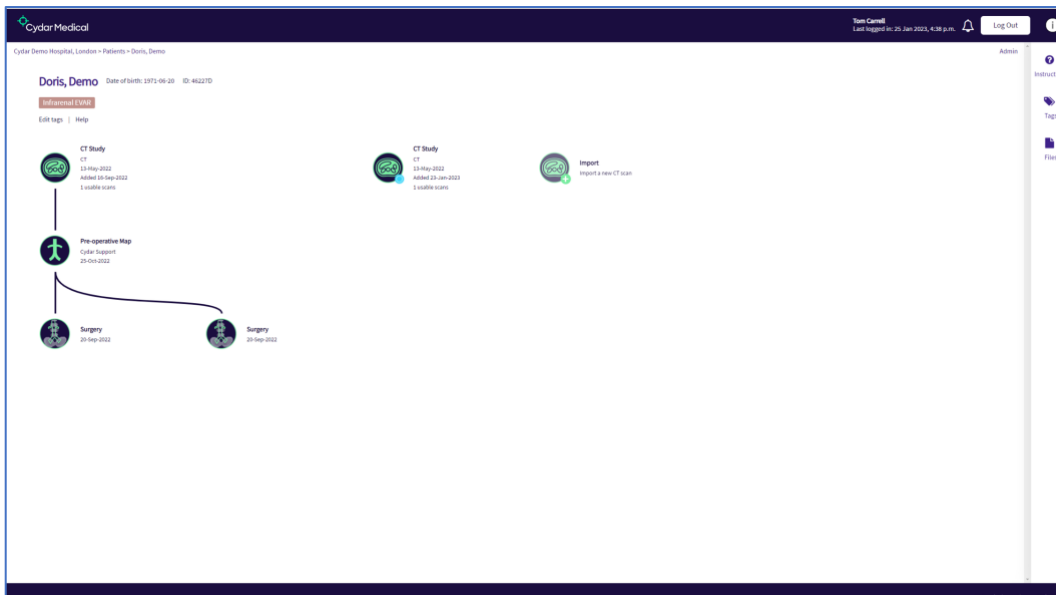 Cydar Medical
Tom Carrell
Last logged in: 25 Jan 2023, 4:38 p.m.
Log Out
Cydar Demo Hospital, London > Patients > Doris, Demo
Admin
Instruct
Tags
Files
Doris, Demo Date of birth: 1971-06-20 ID: 46227D
Infrarenal EVAR
Edit tags | Help
CT Study
CT
13-May-2022
Added 16-Sep-2022
1 usable scans
CT Study
CT
13-May-2022
Added 23-Jan-2023
1 usable scans
Import
Import a new CT scan
Pre-operative Map
Cydar Support
25-Oct-2022
Surgery
20-Sep-2022
Surgery
20-Sep-2022